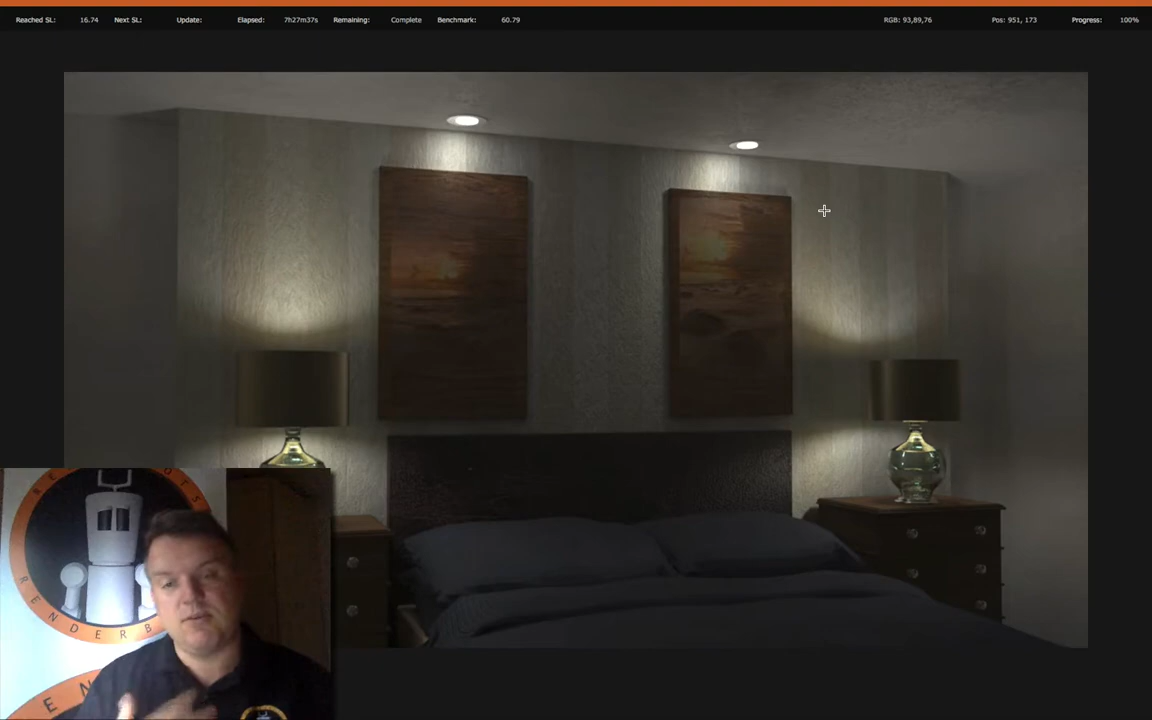 Reached SL: 16.74 Next SL: Update: Elapsed: 7h27m37s Remaining: Complete Benchmark: 60.79 RGB: 93,89,76 Pos: 951, 173 Progress: 100%
RENDERB